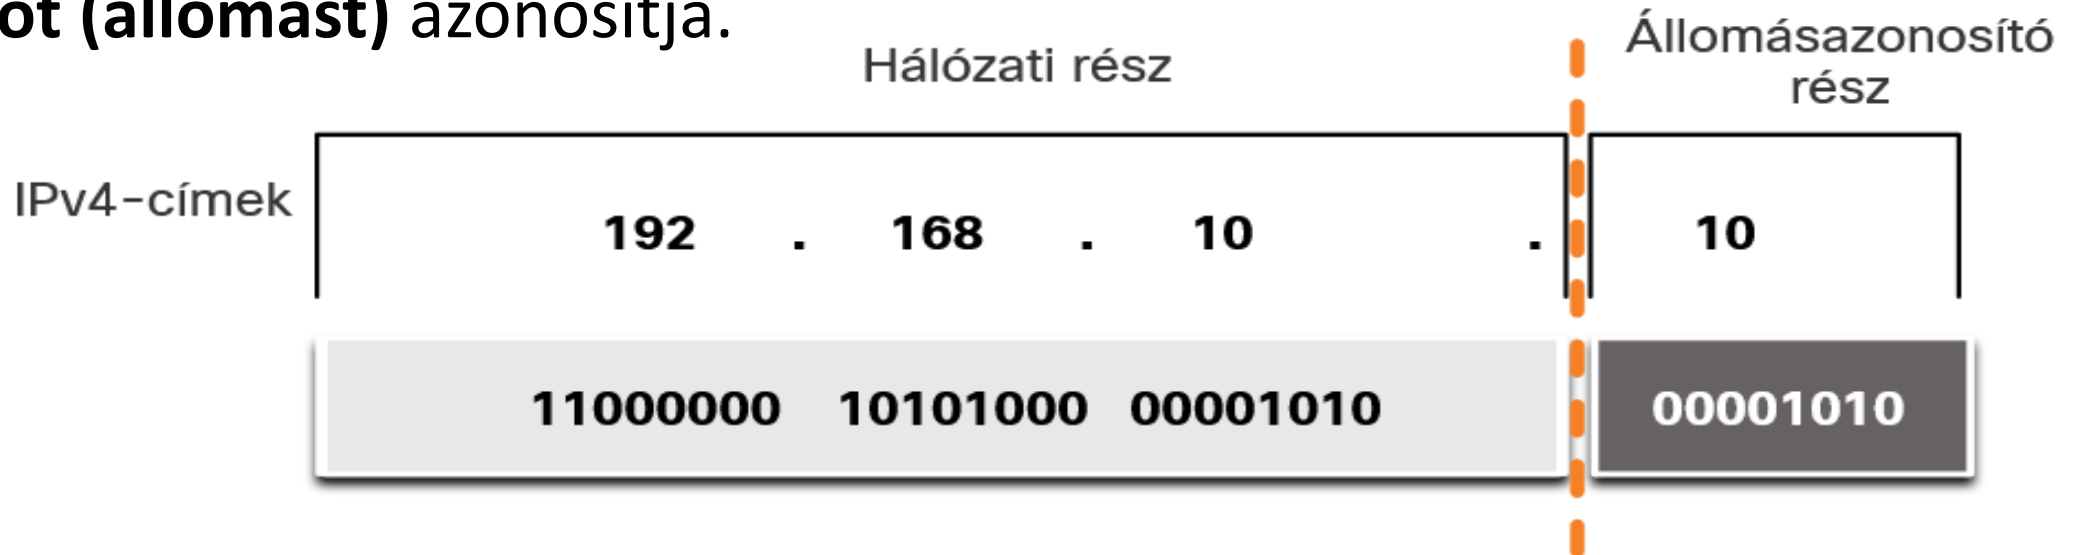 ot (állomást) azonosítja.
Hálózati rész
Állomásazonosító
rész
IPv4-címek
192 . 168 . 10 . 10
11000000 10101000 00001010 00001010